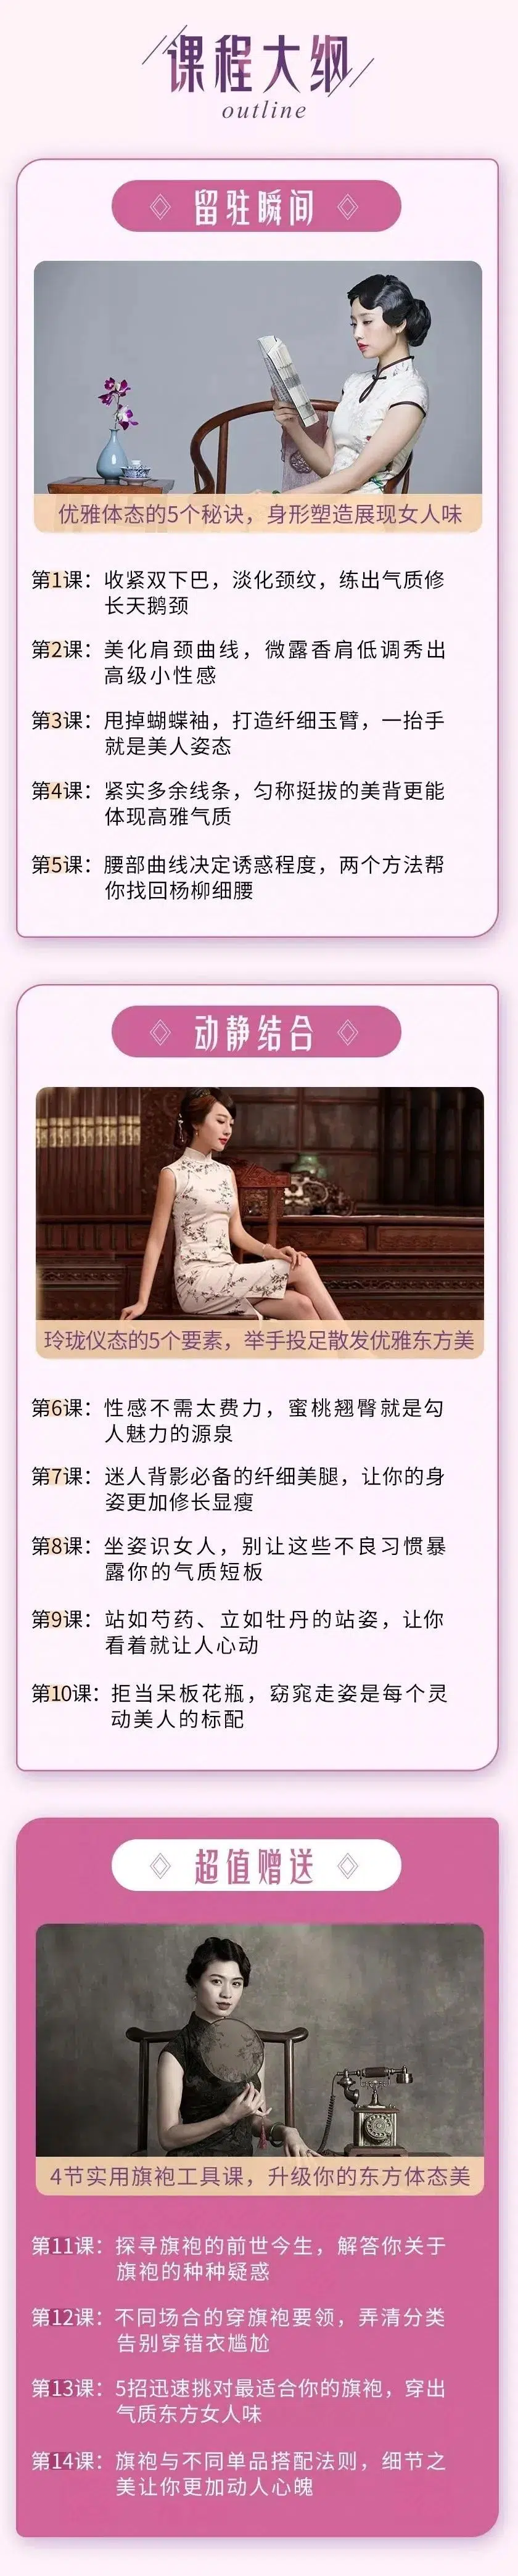 课程大纲
outline
留驻瞬间
优雅体态的5个秘诀，身形塑造展现女人味
第1课：收紧双下巴，淡化颈纹，练出气质修
长天鹅颈
第2课：美化肩颈曲线，微露香肩低调秀出
高级小性感
第3课：甩掉蝴蝶袖，打造纤细玉臂，一抬手
就是美人姿态
第4课：紧实多余线条，匀称挺拔的美背更能
体现高雅气质
第5课：腰部曲线决定诱惑程度，两个方法帮
你找回杨柳细腰
动静结合
玲珑仪态的5个要素，举手投足散发优雅东方美
第6课：性感不需太费力，蜜桃翘臀就是勾
人魅力的源泉
第7课：迷人背影必备的纤细美腿，让你的身
姿更加修长显瘦
第8课：坐姿识女人，别让这些不良习惯暴
露你的气质短板
第9课：站如芍药、立如牡丹的站姿，让你
看着就让人心动
第10课：拒当呆板花瓶，窈窕走姿是每个灵
动美人的标配
超值赠送
4节实用旗袍工具课，升级你的东方体态美
第11课：探寻旗袍的前世今生，解答你关于
旗袍的种种疑惑
第12课：不同场合的穿旗袍要领，弄清分类
告别穿错衣尴尬
第13课：5招迅速挑对最适合你的旗袍，穿出
气质东方女人味
第14课：旗袍与不同单品搭配法则，细节之
美让你更加动人心魄